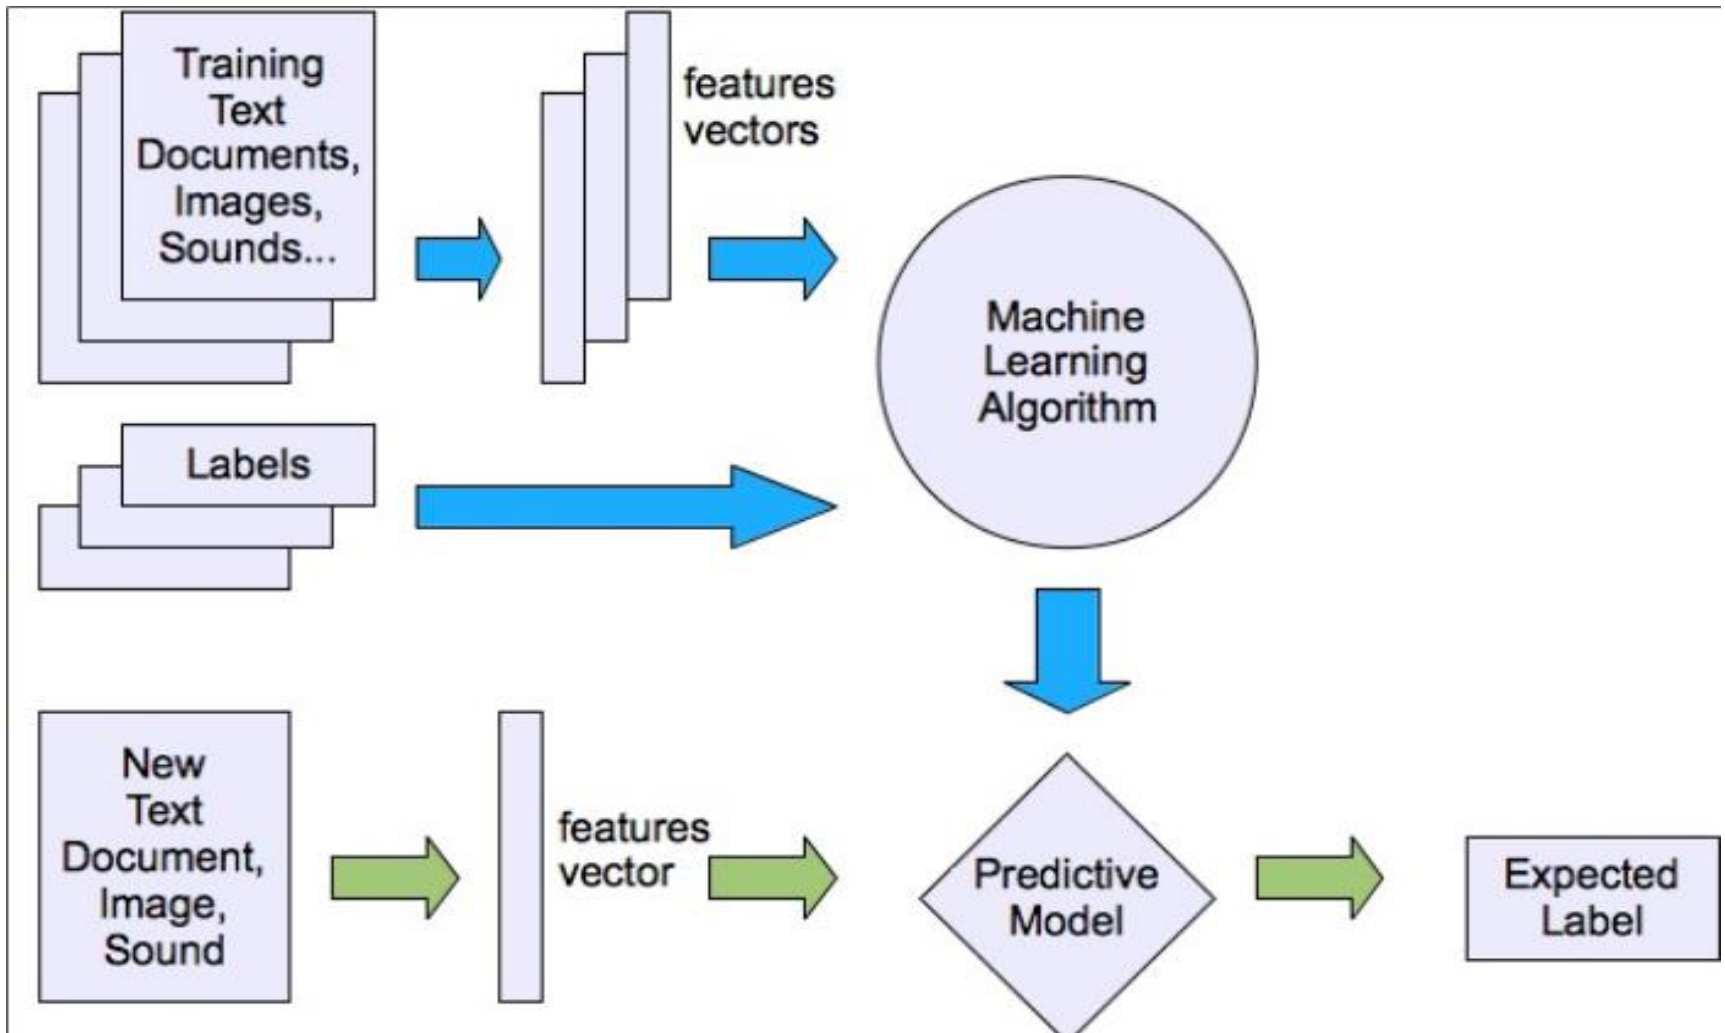 Training
Text
Documents,
Images,
Sounds...
features
vectors
Machine
Learning
Algorithm
Labels
New
Text
Document,
Image,
Sound
features
vector
Predictive
Model
Expected
Label